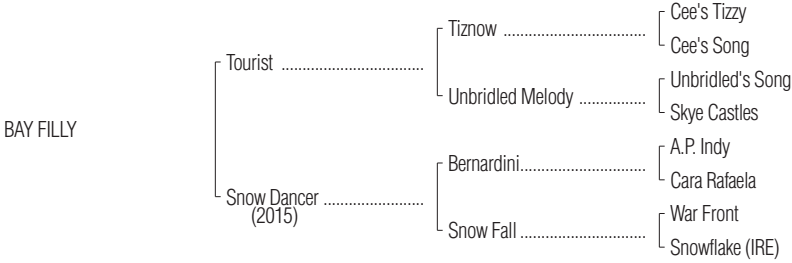 Cee's Tizzy
Tiznow ................................
Cee's Song
Tourist ................................
Unbridled's Song
Unbridled Melody ...............
Skye Castles
BAY FILLY
A.P. Indy
Bernardini............................
Cara Rafaela
Snow Dancer ......................
(2015)
War Front
Snow Fall ............................
Snowflake (IRE)